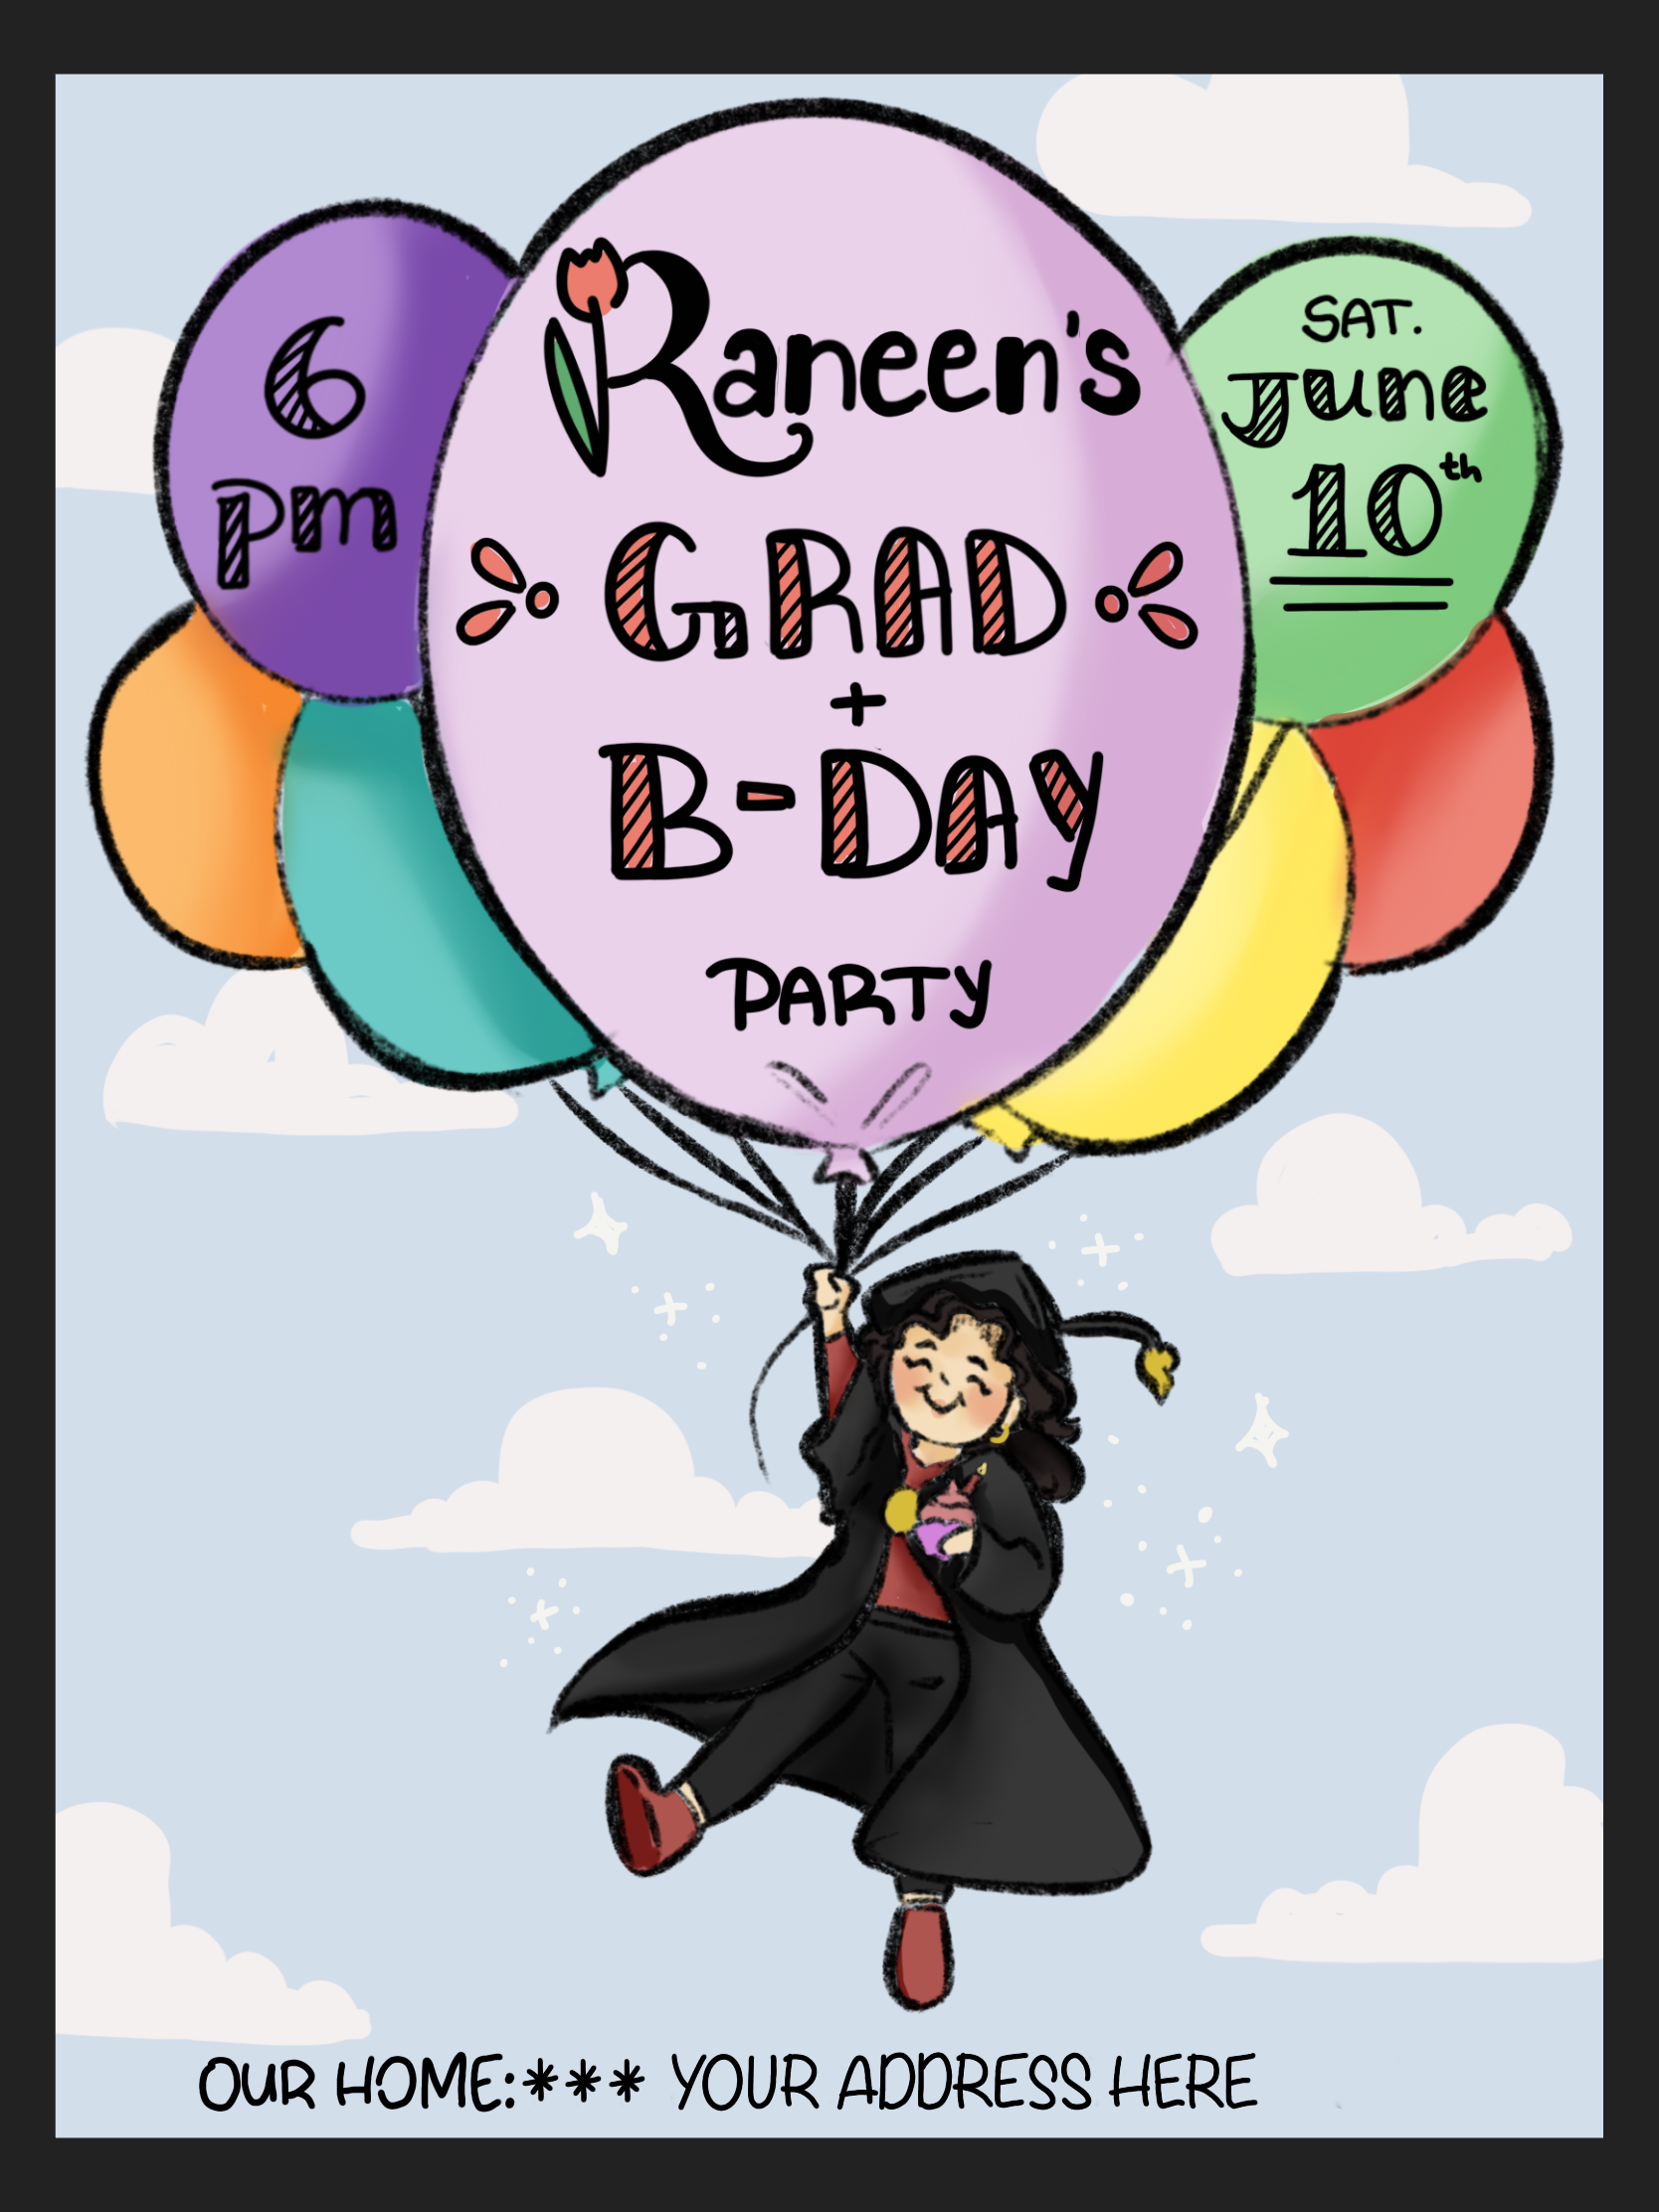 Raneen's
GRAD
+
B-DAY
PARTY
6
pm
SAT.
June
10th
OUR HOME:*** YOUR ADDRESS HERE